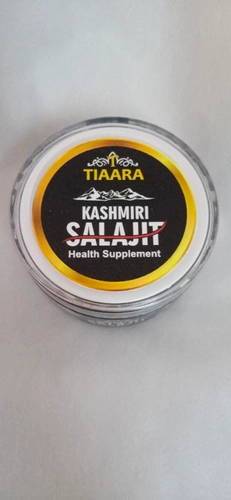 TIAARA
KASHMIRI
SALAJIT
Health Supplement